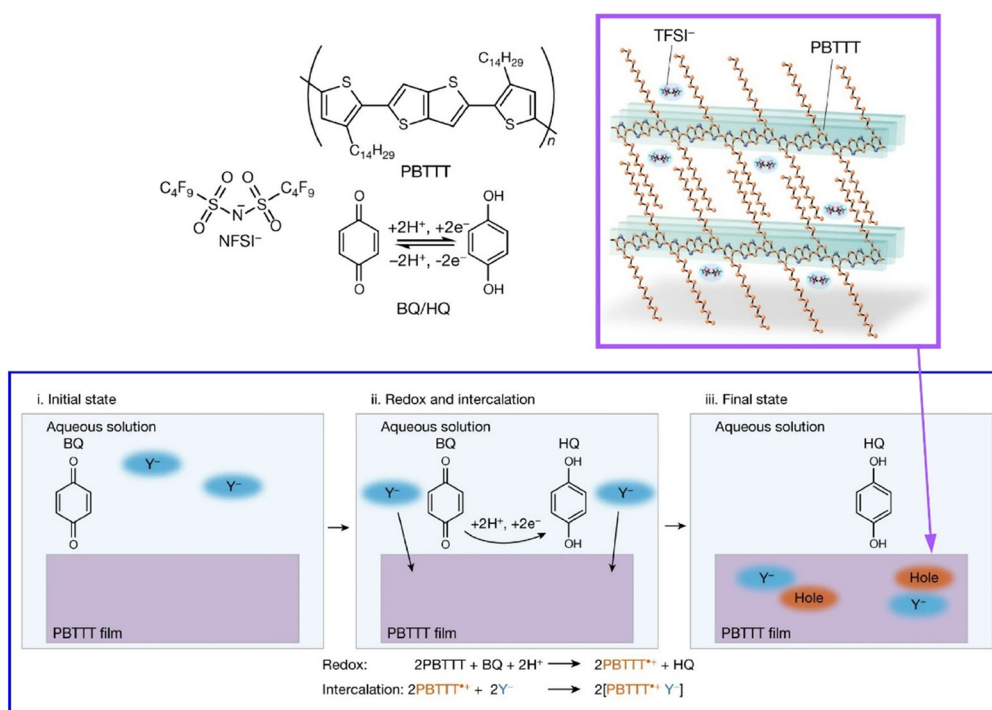 C₁₄H₂₉
S
S
S
S
n
C₁₄H₂₉
PBTTT
C₄F₉
O
O
C₄F₉
S
S
O
N⁻
O
NFSI⁻
O
O
+2H⁺, +2e⁻
−2H⁺, -2e⁻
OH
OH
BQ/HQ
TFSI⁻
PBTTT
i. Initial state
Aqueous solution
BQ
O
O
Y⁻
Y⁻
PBTTT film
ii. Redox and intercalation
Aqueous solution
BQ
HQ
O
OH
Y⁻
Y⁻
+2H⁺, +2e⁻
O
OH
PBTTT film
iii. Final state
Aqueous solution
HQ
OH
OH
Y⁻
Hole
Hole
Y⁻
PBTTT film
Redox: 2PBTTT + BQ + 2H⁺ → 2PBTTT•⁺ + HQ
Intercalation: 2PBTTT•⁺ + 2Y⁻ → 2[PBTTT•⁺ Y⁻]